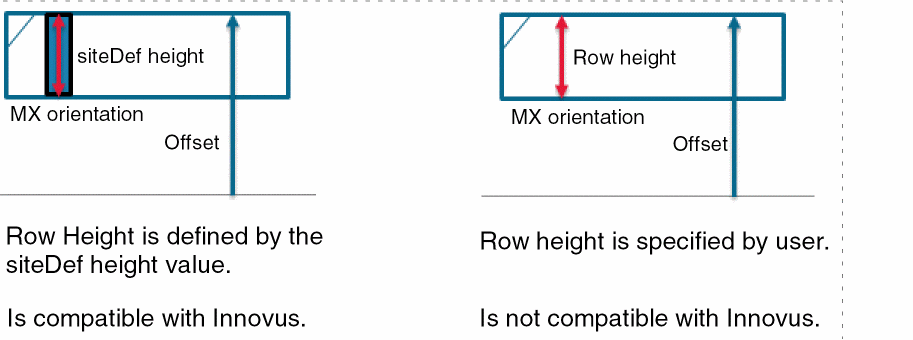 siteDef height
MX orientation
Offset
Row Height is defined by the
siteDef height value.
Is compatible with Innovus.
Row height
MX orientation
Offset
Row height is specified by user.
Is not compatible with Innovus.